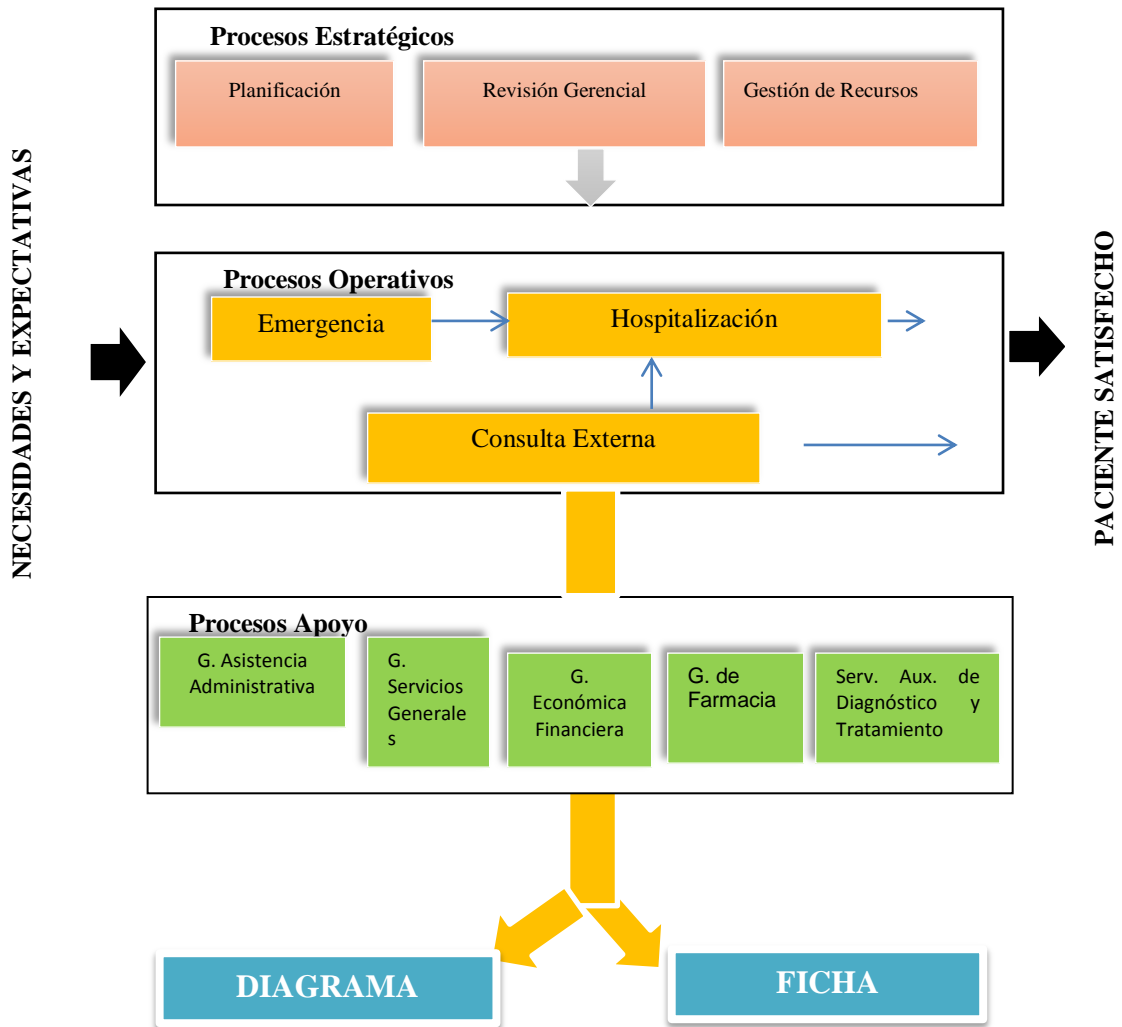 Procesos Estratégicos
Planificación
Revisión Gerencial
Gestión de Recursos
NECESIDADES Y EXPECTATIVAS
Procesos Operativos
Emergencia
Hospitalización
Consulta Externa
PACIENTE SATISFECHO
Procesos Apoyo
G. Asistencia
Administrativa
G.
Servicios
Generale
s
G.
Económica
Financiera
G. de
Farmacia
Serv. Aux. de
Diagnóstico y
Tratamiento
DIAGRAMA
FICHA